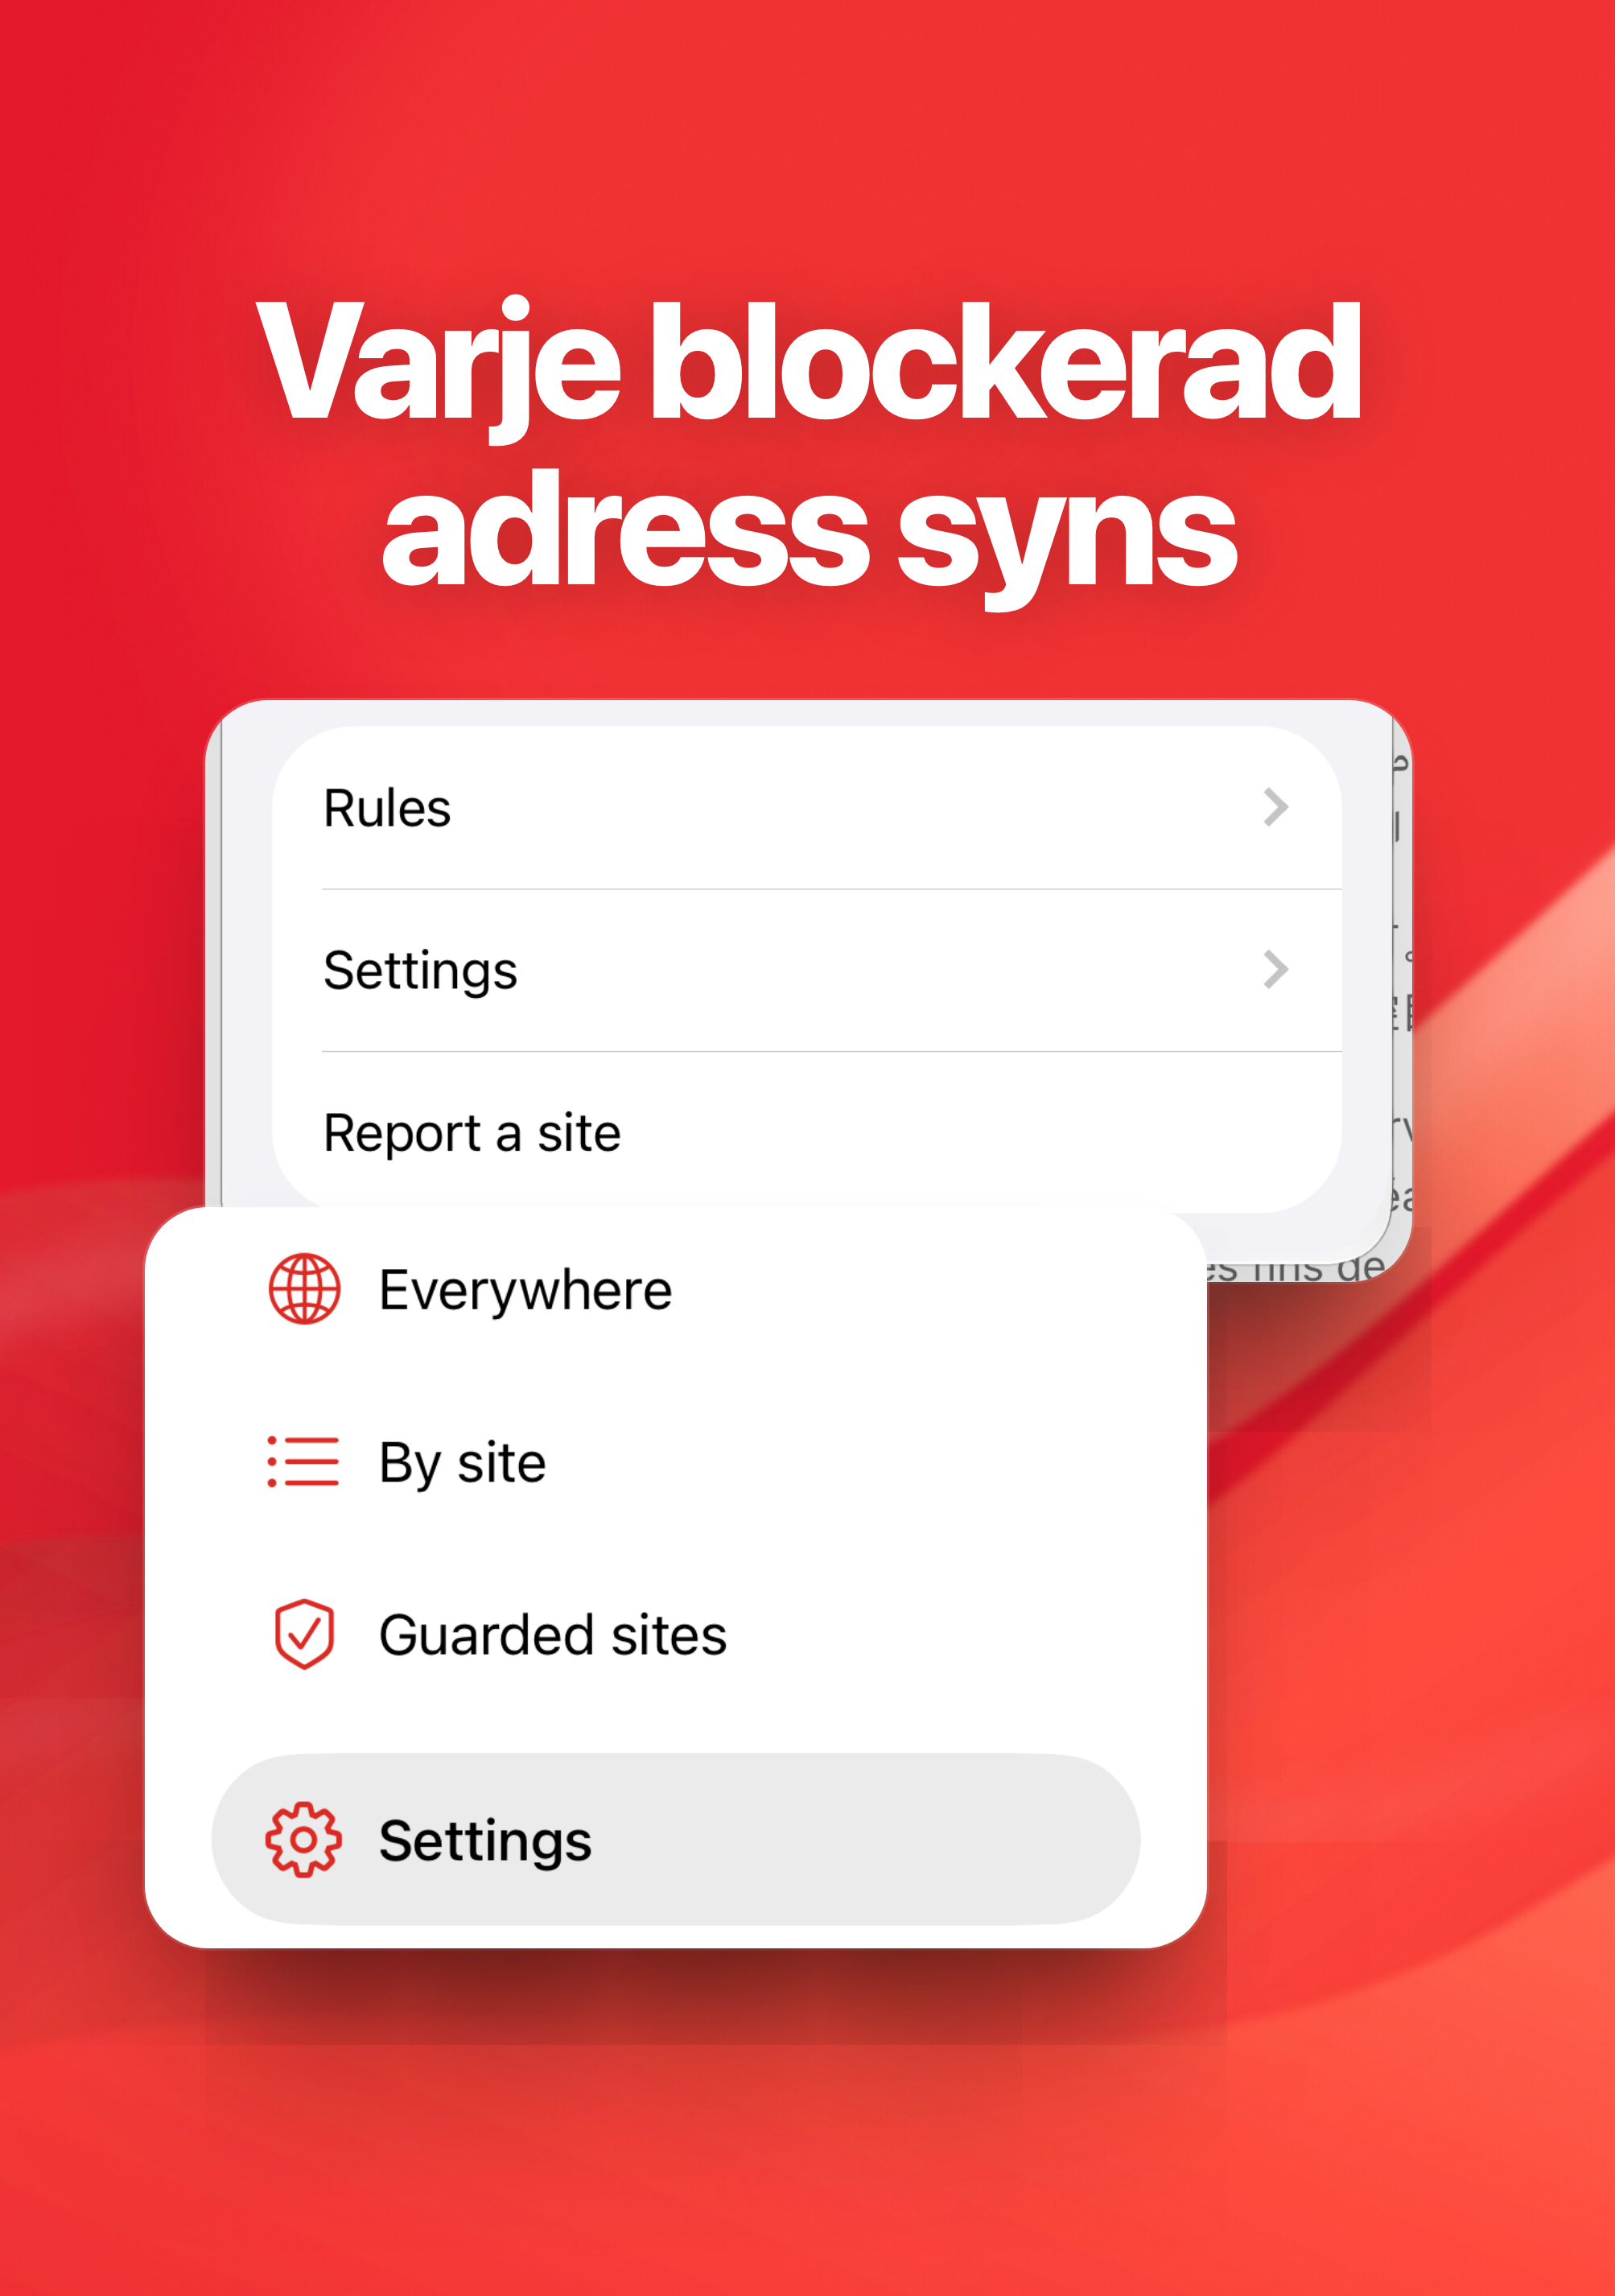 Varje blockerad
adress syns
Rules
Settings
Report a site
Everywhere
By site
Guarded sites
Settings